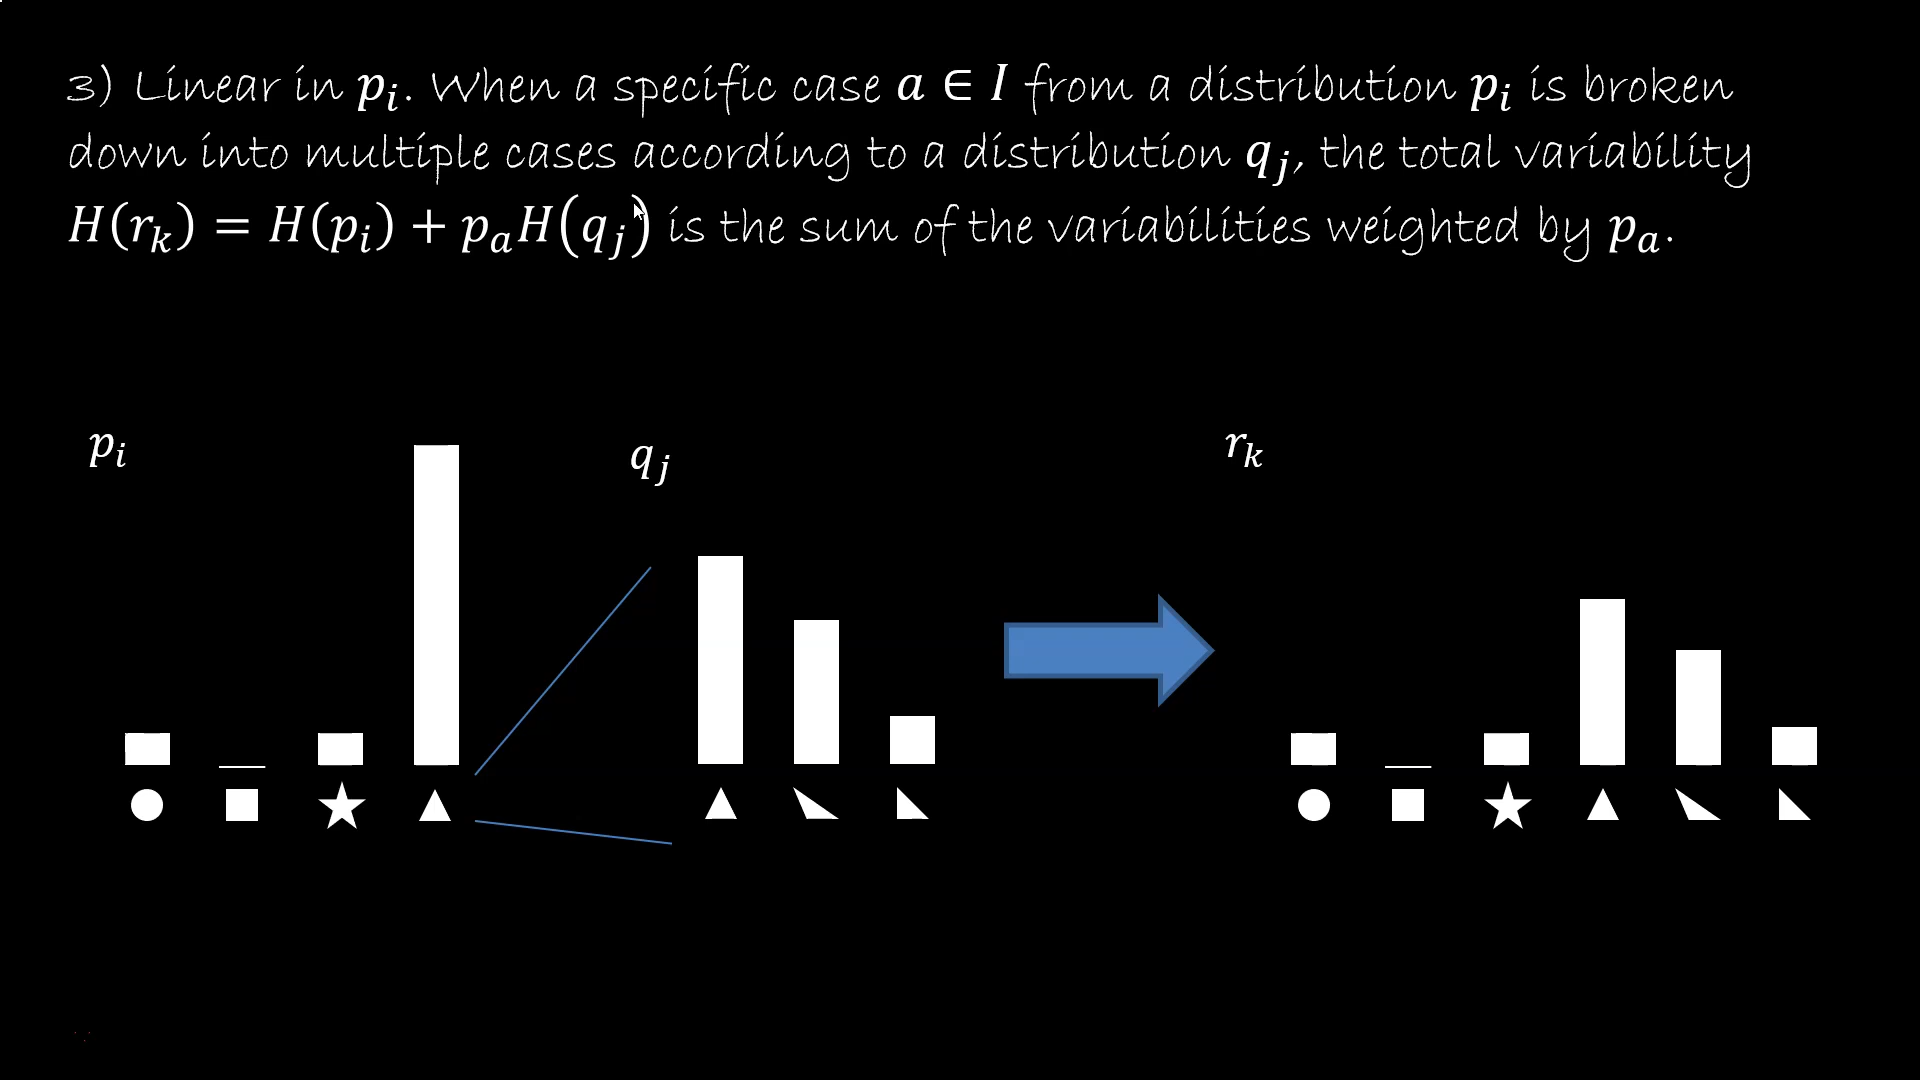 3) Linear in pᵢ. When a specific case a ∈ I from a distribution pᵢ is broken
down into multiple cases according to a distribution qⱼ, the total variability
H(rₖ) = H(pᵢ) + pₐH(qⱼ) is the sum of the variabilities weighted by pₐ.
pᵢ qⱼ rₖ